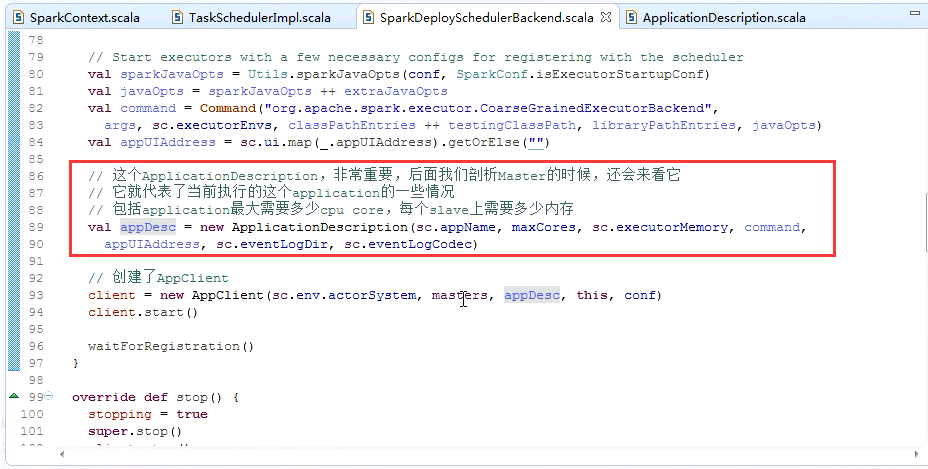 SparkContext.scala TaskSchedulerImpl.scala SparkDeploySchedulerBackend.scala ApplicationDescription.scala
78
79 // Start executors with a few necessary configs for registering with the scheduler
80 val sparkJavaOpts = Utils.sparkJavaOpts(conf, SparkConf.isExecutorStartupConf)
81 val javaOpts = sparkJavaOpts ++ extraJavaOpts
82 val command = Command("org.apache.spark.executor.CoarseGrainedExecutorBackend",
83 args, sc.executorEnvs, classPathEntries ++ testingClassPath, libraryPathEntries, javaOpts)
84 val appUIAddress = sc.ui.map(_.appUIAddress).getOrElse("")
85
86 // 这个ApplicationDescription，非常重要，后面我们剖析Master的时候，还会来看它
87 // 它就代表了当前执行的这个application的一些情况
88 // 包括application最大需要多少cpu core，每个slave上需要多少内存
89 val appDesc = new ApplicationDescription(sc.appName, maxCores, sc.executorMemory, command,
90 appUIAddress, sc.eventLogDir, sc.eventLogCodec)
91
92 // 创建了AppClient
93 client = new AppClient(sc.env.actorSystem, masters, appDesc, this, conf)
94 client.start()
95
96 waitForRegistration()
97 }
98
99 override def stop() {
100 stopping = true
101 super.stop()